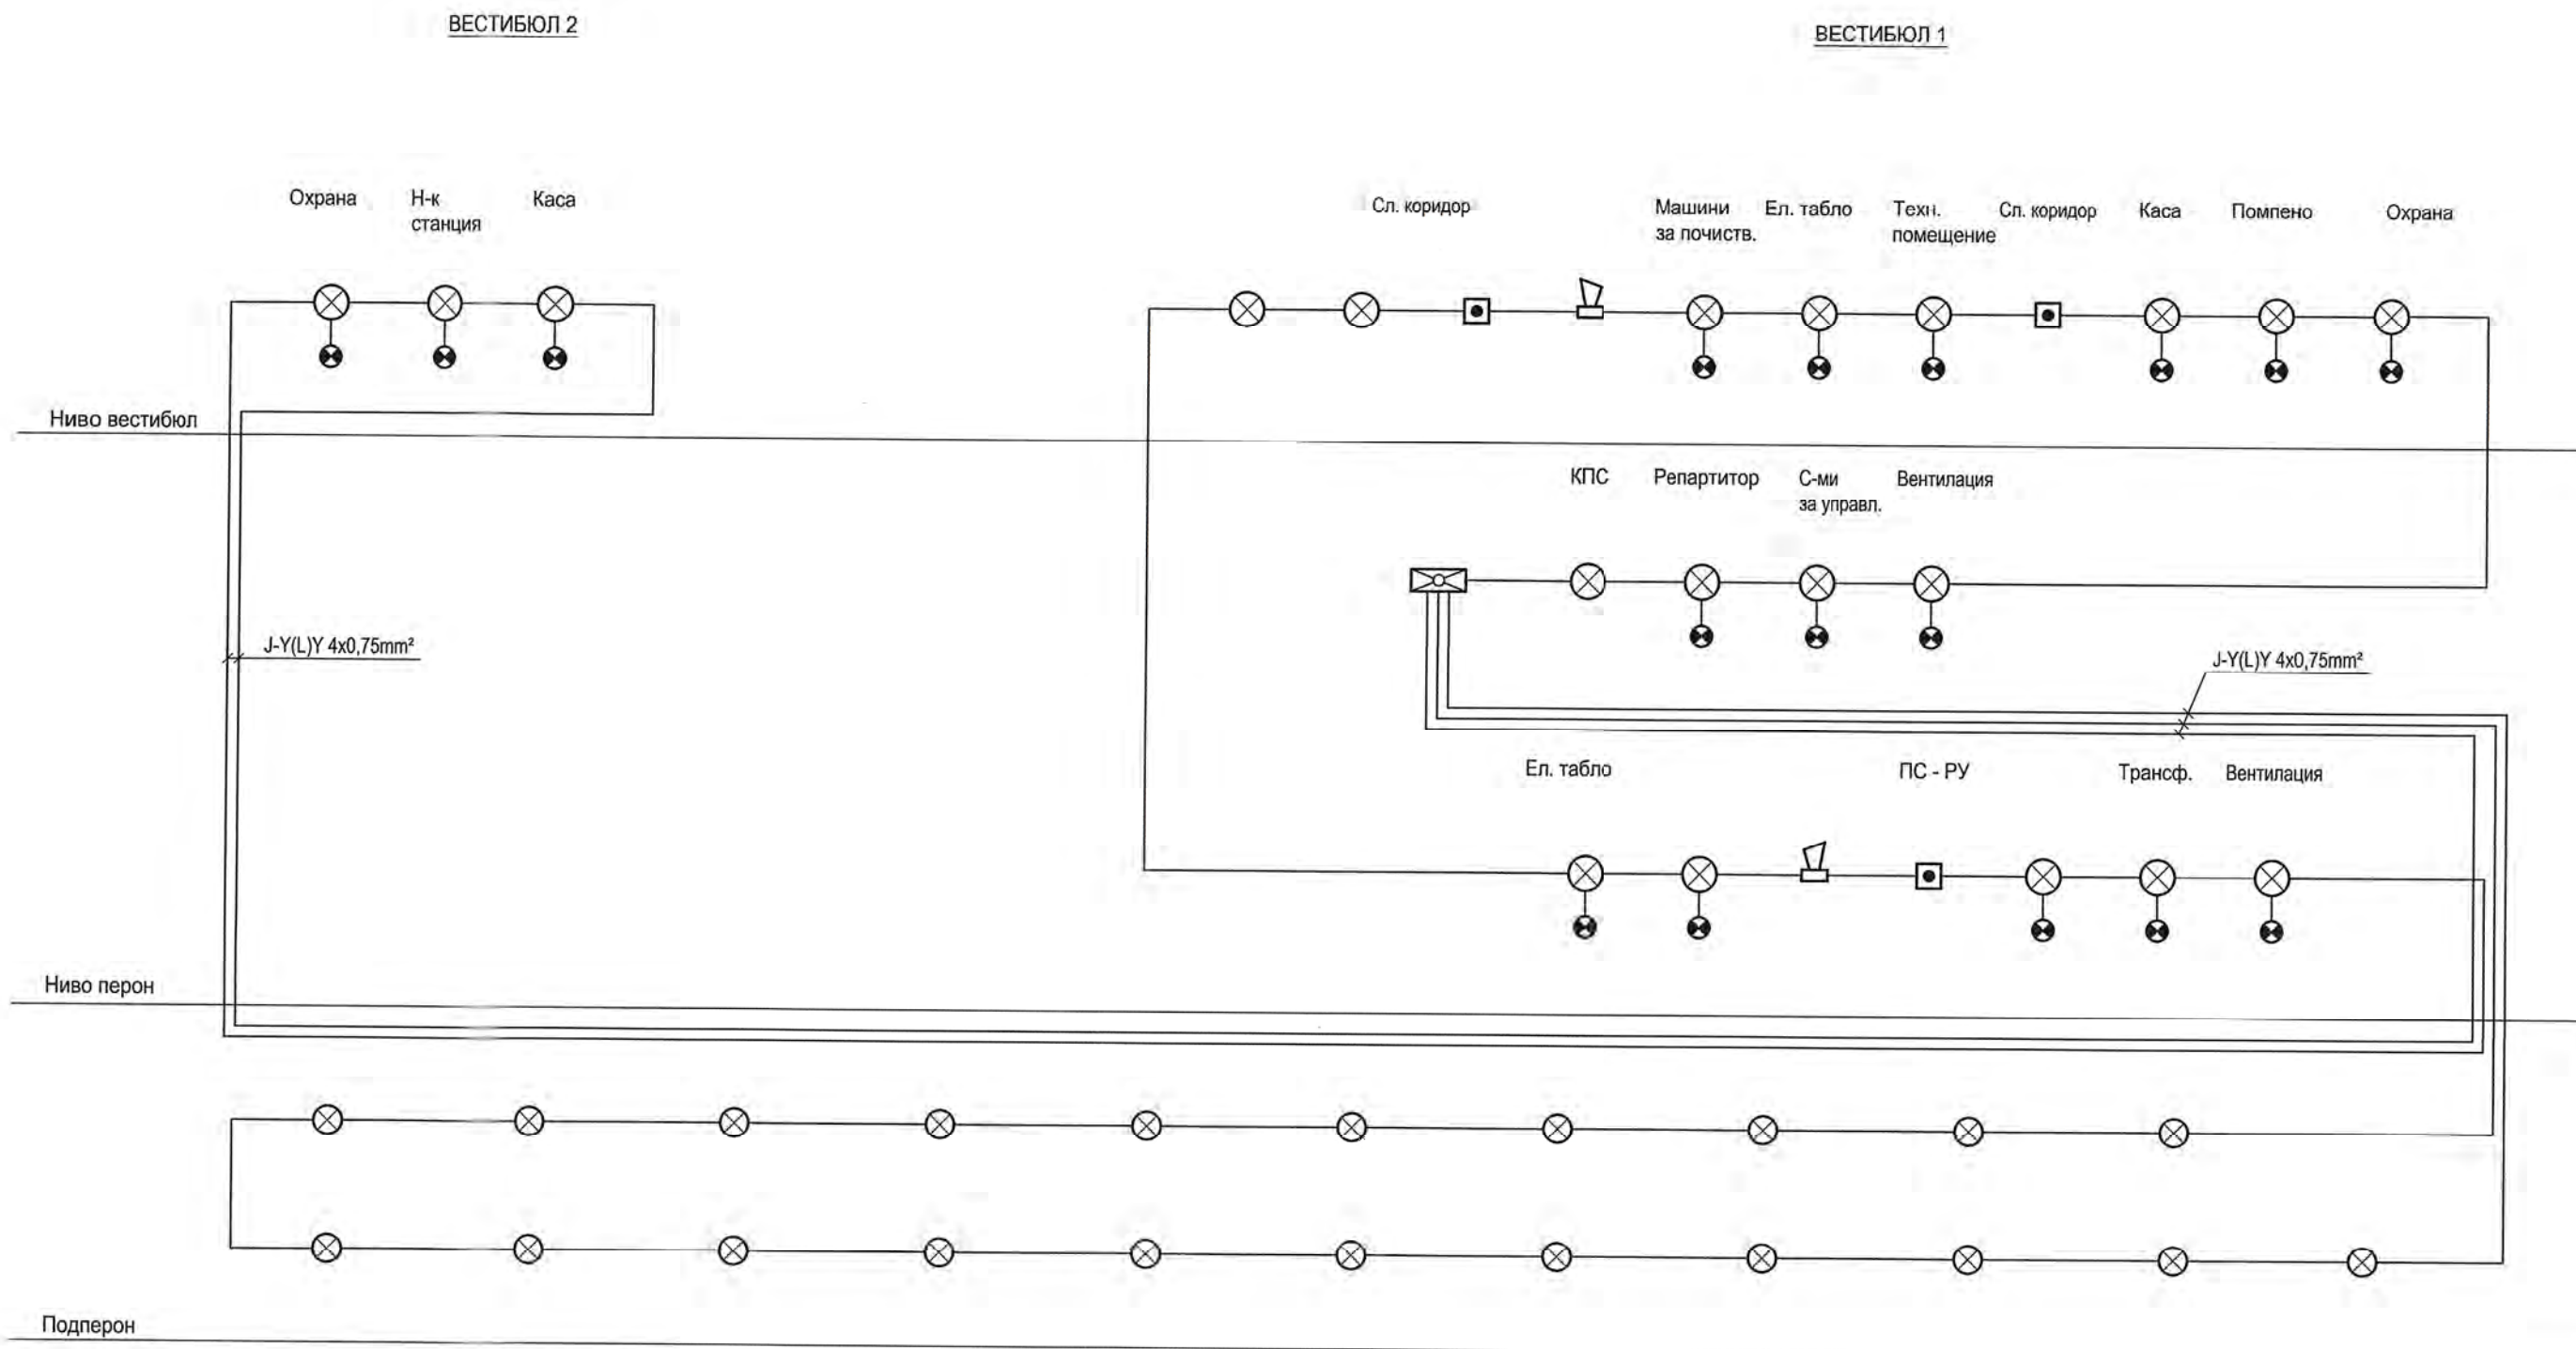 ВЕСТИБЮЛ 2
ВЕСТИБЮЛ 1
Охрана
Н-к
станция
Каса
Сл. коридор
Машини
за почиств.
Ел. табло
Техн.
помещение
Сл. коридор
Каса
Помпено
Охрана
Ниво вестибюл
КПС
Репартитор
С-ми
за управл.
Вентилация
J-Y(L)Y 4x0,75mm²
J-Y(L)Y 4x0,75mm²
Ел. табло
ПС - РУ
Трансф.
Вентилация
Ниво перон
Подперон